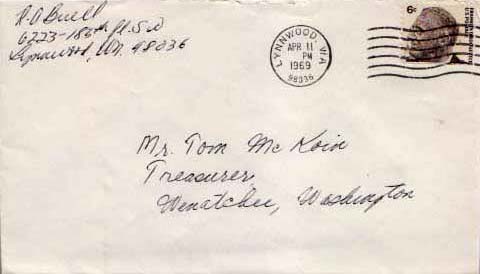 R A Buell
6223-186th Pl. S W
Lynnwood, Wn. 98036
LYNNWOOD, WA
APR 11
PM
1969
98036
6c
Mr. Tom McKoin
Treasurer,
Wenatchee, Washington